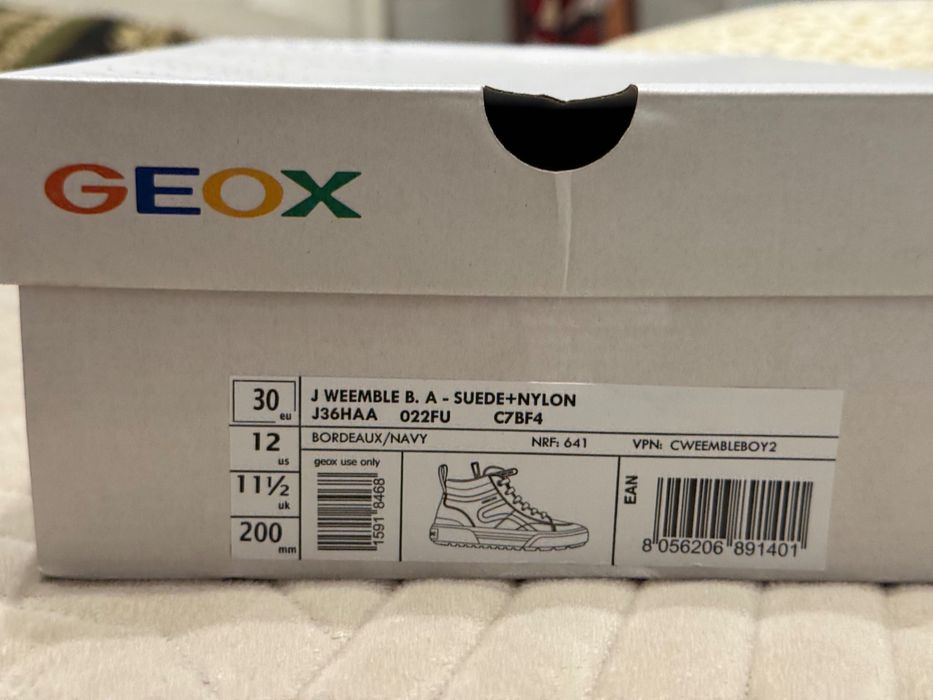 GEOX
30 eu
12 us
11½ uk
200 mm
J WEEMBLE B. A - SUEDE+NYLON
J36HAA 022FU C7BF4
BORDEAUX/NAVY NRF: 641 VPN: CWEEMBLEBOY2
geox use only
1591 8468
EAN
8 056206 891401